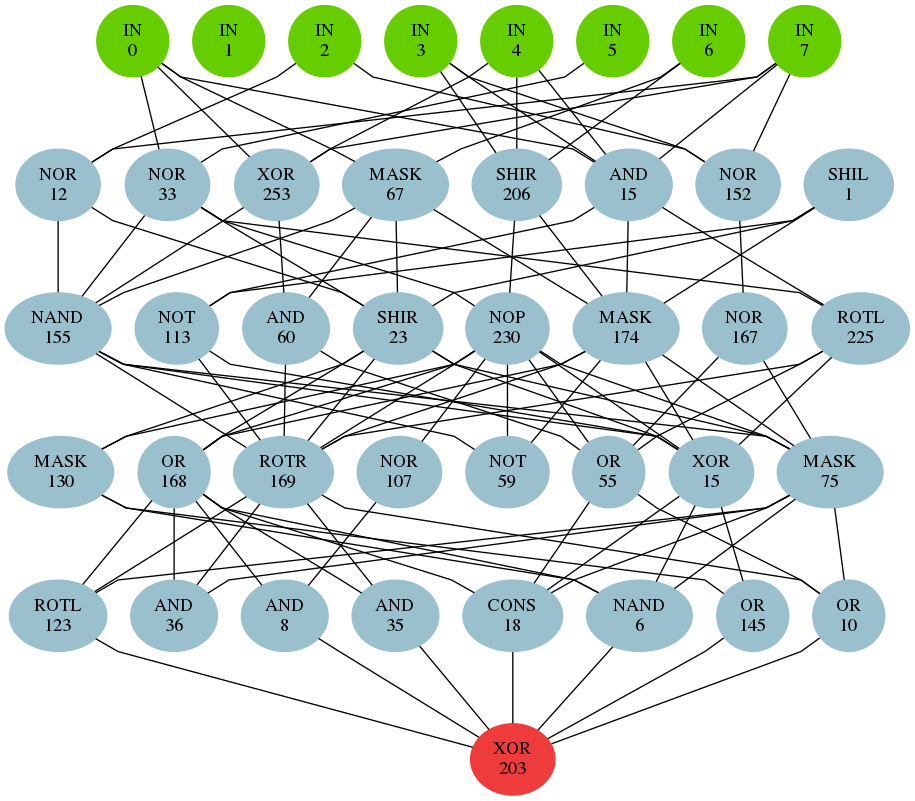 IN IN IN IN IN IN IN IN
0 1 2 3 4 5 6 7
NOR NOR XOR MASK SHIR AND NOR SHIL
12 33 253 67 206 15 152 1
NAND NOT AND SHIR NOP MASK NOR ROTL
155 113 60 23 230 174 167 225
MASK OR ROTR NOR NOT OR XOR MASK
130 168 169 107 59 55 15 75
ROTL AND AND AND CONS NAND OR OR
123 36 8 35 18 6 145 10
XOR
203